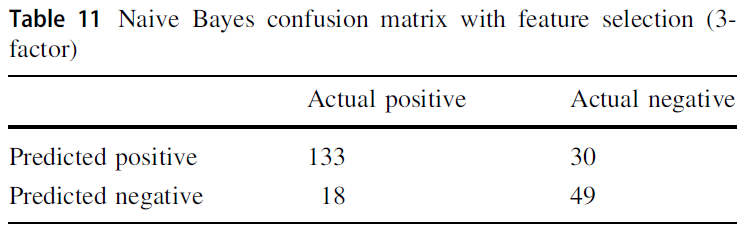 Table 11 Naive Bayes confusion matrix with feature selection (3-
factor)
Actual positive Actual negative
Predicted positive 133 30
Predicted negative 18 49